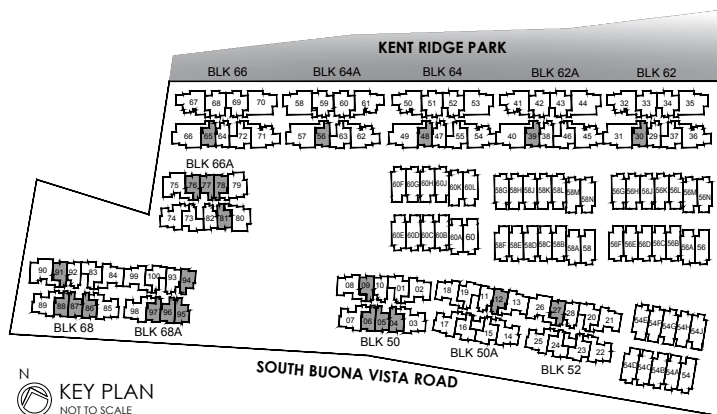 KENT RIDGE PARK
BLK 66 BLK 64A BLK 64 BLK 62A BLK 62
67 68 69 70 58 59 60 61 50 51 52 53 41 42 43 44 32 33 34 35
66 65 64 72 71 57 56 63 62 49 48 47 55 54 40 39 38 46 45 31 30 29 37 36
BLK 66A
75 76 77 78 79 60F 60G 60H 60J 60K 60L 58G 58H 58J 58K 58L 58M 58N 56G 56H 56J 56K 56L 56M 56N
74 73 82 81 80 60E 60D 60C 60B 60A 60 58F 58E 58D 58C 58B 58A 58 56F 56E 56D 56C 56B 56A 56
90 91 92 83 84 99 100 93 94 08 09 10 01 02 18 19 11 12 13 26 27 28 20 21 54E 54F 54G 54H 54J
89 88 87 86 85 98 97 96 95 07 06 05 04 03 17 16 15 14 25 24 23 22 54D 54C 54B 54A 54
BLK 68 BLK 68A BLK 50 BLK 50A BLK 52
SOUTH BUONA VISTA ROAD
N
KEY PLAN
NOT TO SCALE